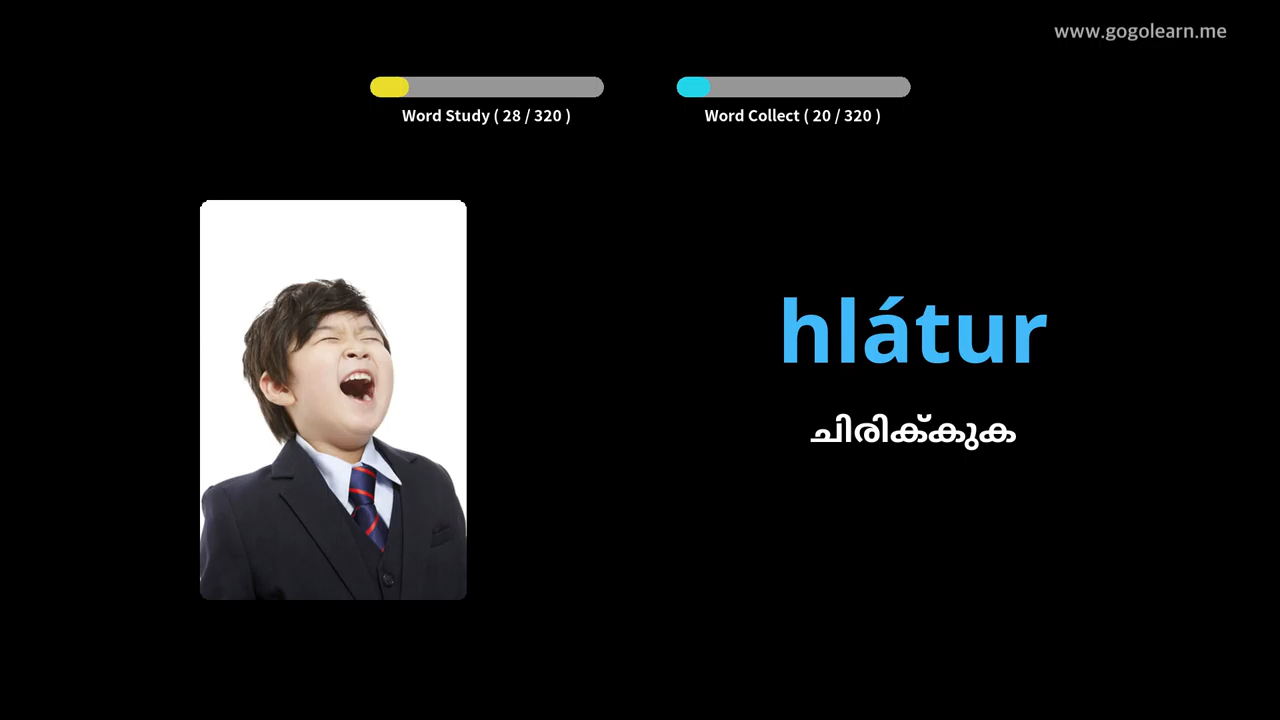 www.gogolearn.me
Word Study ( 28 / 320 )
Word Collect ( 20 / 320 )
hlátur
ചിരിക്കുക